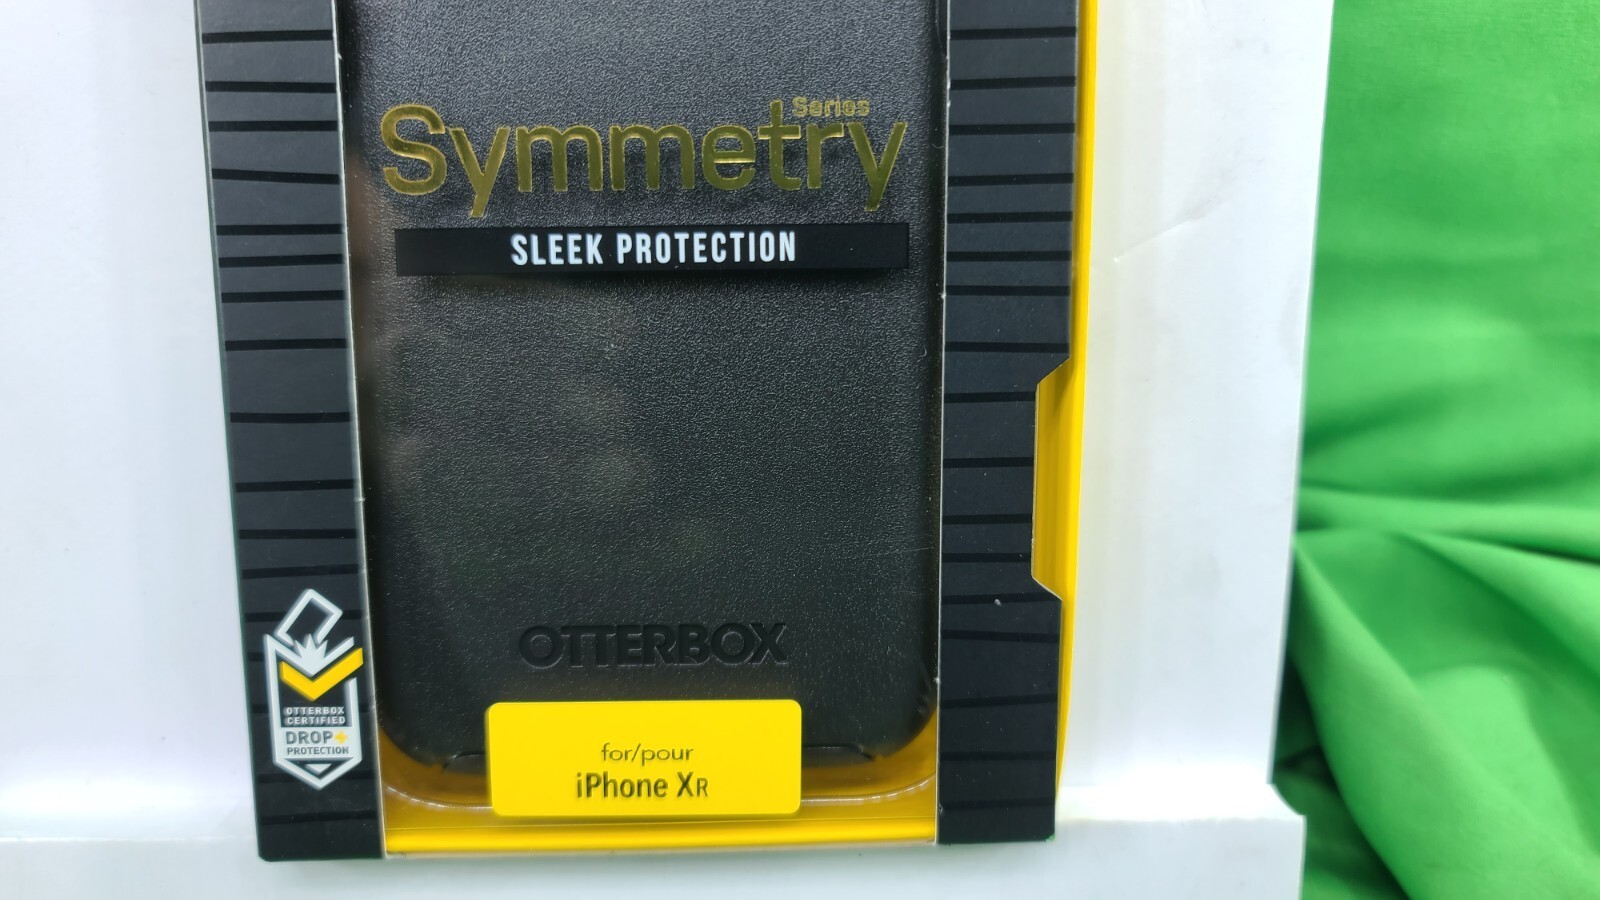 Series
Symmetry
SLEEK PROTECTION
OTTERBOX
for/pour
iPhone XR
OTTERBOX
CERTIFIED
DROP+
PROTECTION